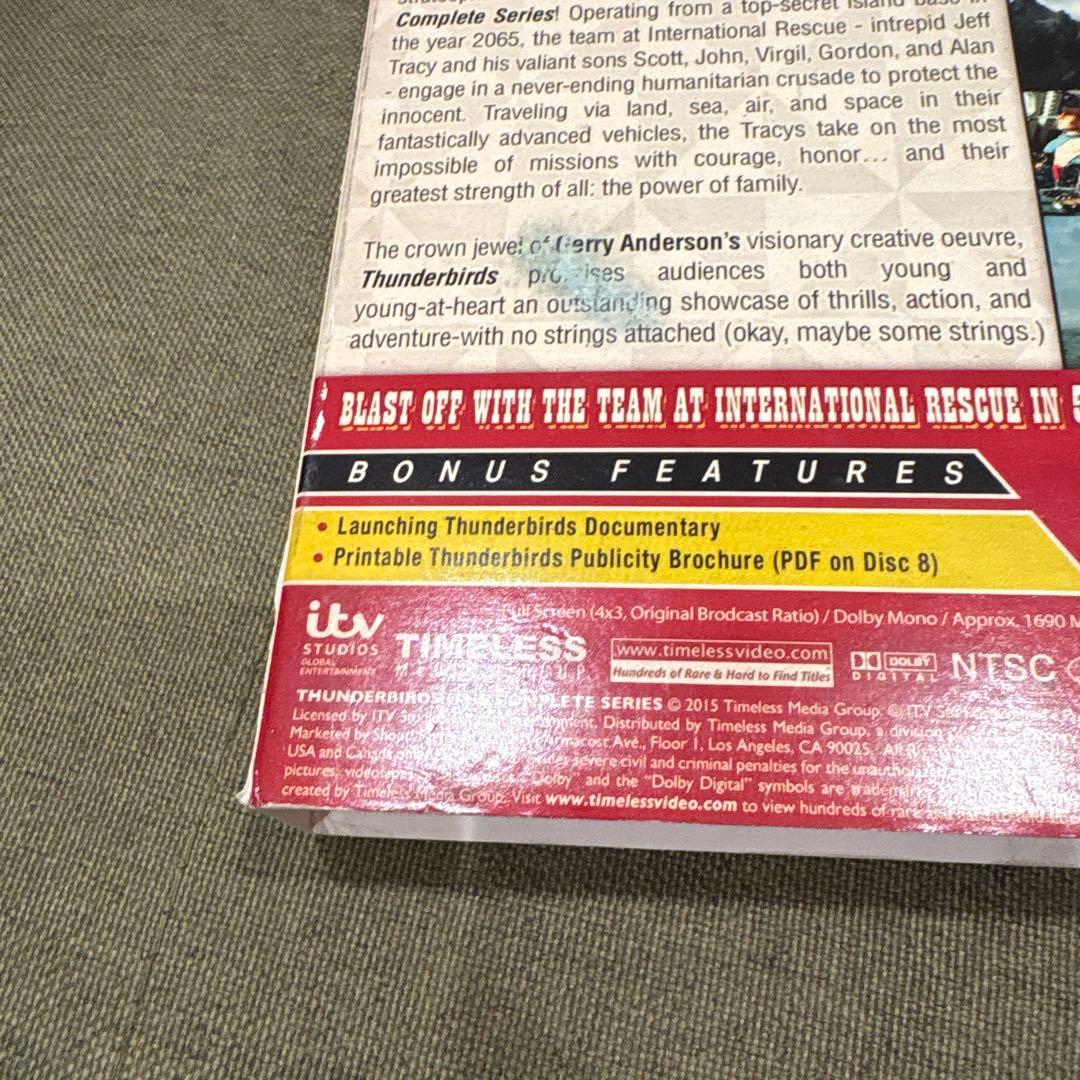 Complete Series! Operating from a top-secret island base in
the year 2065, the team at International Rescue - intrepid Jeff
Tracy and his valiant sons Scott, John, Virgil, Gordon, and Alan
- engage in a never-ending humanitarian crusade to protect the
innocent. Traveling via land, sea, air, and space in their
fantastically advanced vehicles, the Tracys take on the most
impossible of missions with courage, honor... and their
greatest strength of all: the power of family.
The crown jewel of Gerry Anderson's visionary creative oeuvre,
Thunderbirds promises audiences both young and
young-at-heart an outstanding showcase of thrills, action, and
adventure-with no strings attached (okay, maybe some strings.)
BLAST OFF WITH THE TEAM AT INTERNATIONAL RESCUE IN 5
BONUS FEATURES
• Launching Thunderbirds Documentary
• Printable Thunderbirds Publicity Brochure (PDF on Disc 8)
Full Screen (4x3, Original Brodcast Ratio) / Dolby Mono / Approx. 1690 M
itv
STUDIOS
GLOBAL
ENTERTAINMENT
TIMELESS
www.timelessvideo.com
Hundreds of Rare & Hard to Find Titles
DOLBY
DIGITAL
NTSC
THUNDERBIRDS COMPLETE SERIES © 2015 Timeless Media Group. © ITV
Licensed by ITV Distributed by Timeless Media Group, a division
Marketed by Shout Ave., Floor 1, Los Angeles, CA 90025. All
USA and Canada only severe civil and criminal penalties for the
pictures, videotapes "Dolby" and the "Dolby Digital" symbols are trademarks
created by Timeless Media Group. Visit www.timelessvideo.com to view hundreds of rare